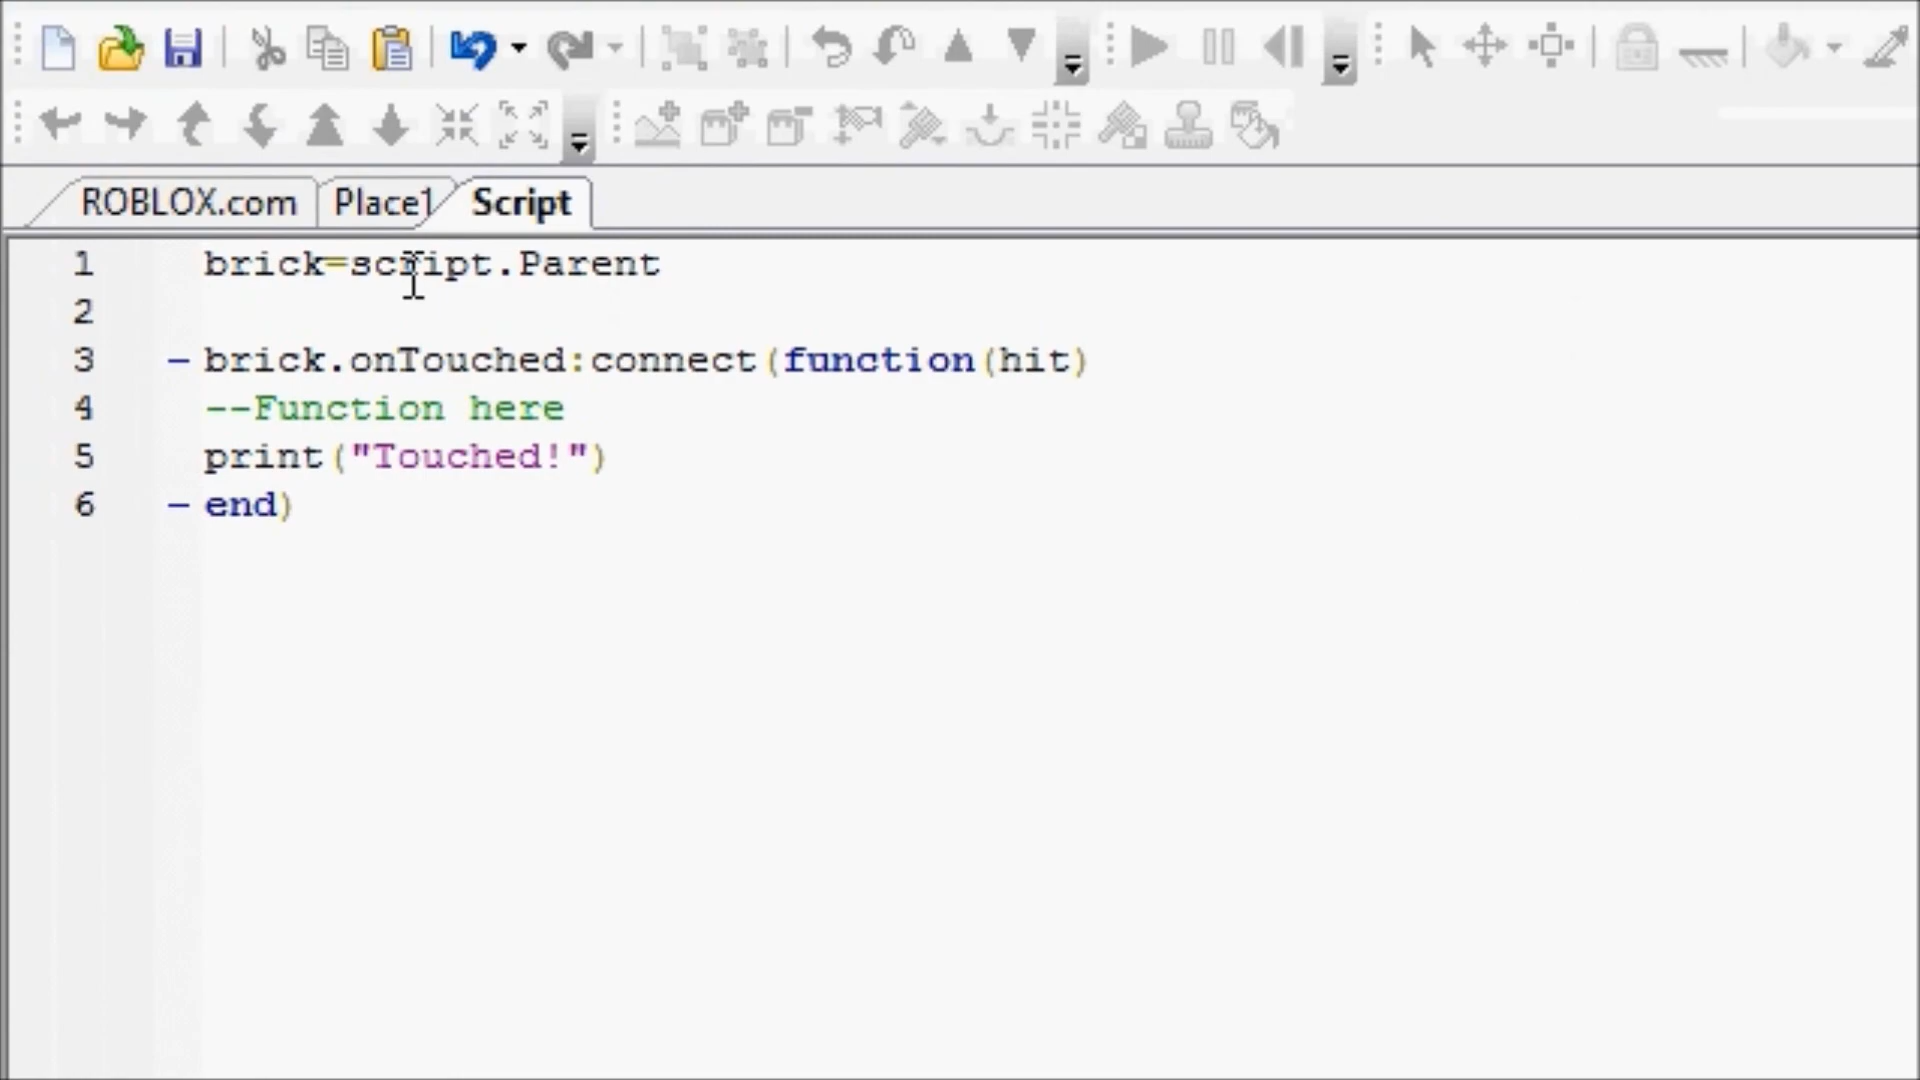 ROBLOX.com Place1 Script
1 brick=script.Parent
2
3 brick.onTouched:connect(function(hit)
4 --Function here
5 print("Touched!")
6 end)